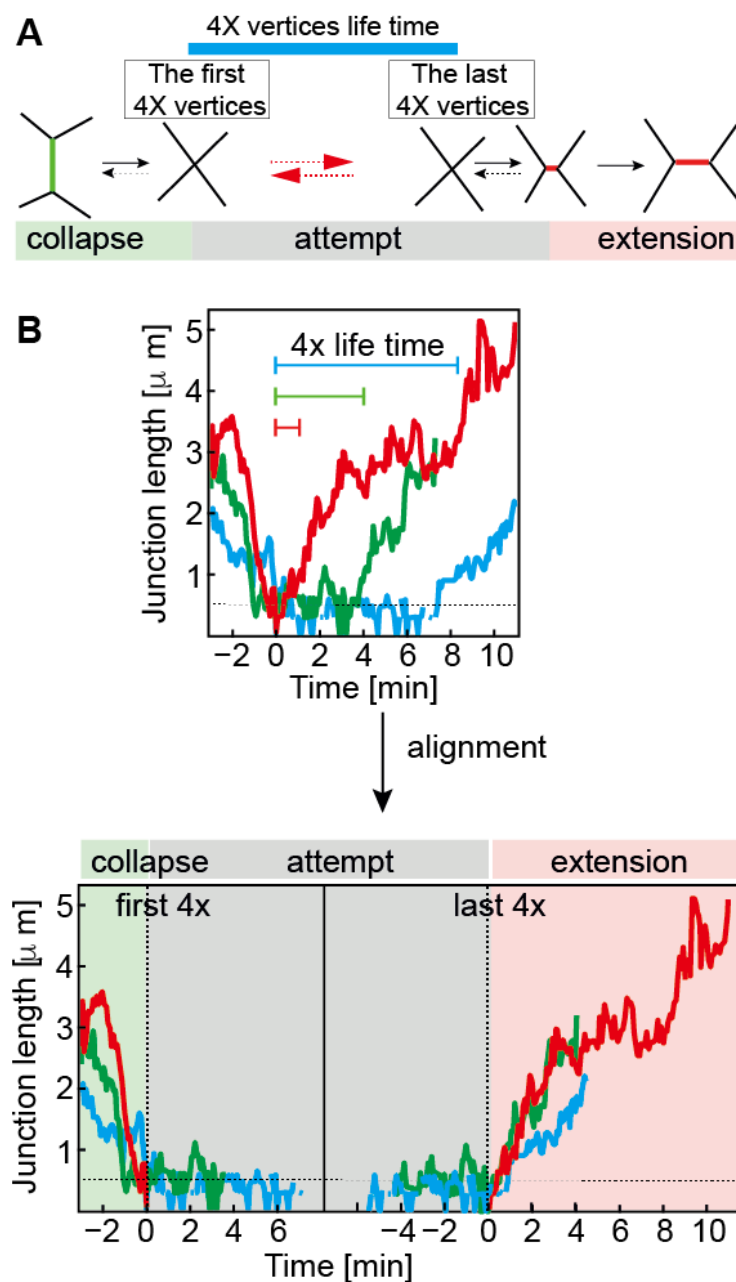 A
4X vertices life time
The first
4X vertices
The last
4X vertices
collapse
attempt
extension
B
Junction length [μ m]
5
4
3
2
1
4x life time
−2 0 2 4 6 8 10
Time [min]
alignment
collapse
attempt
extension
first 4x
last 4x
Junction length [μ m]
5
4
3
2
1
−2 0 2 4 6 −4 −2 0 2 4 6 8 10
Time [min]
Time [min]